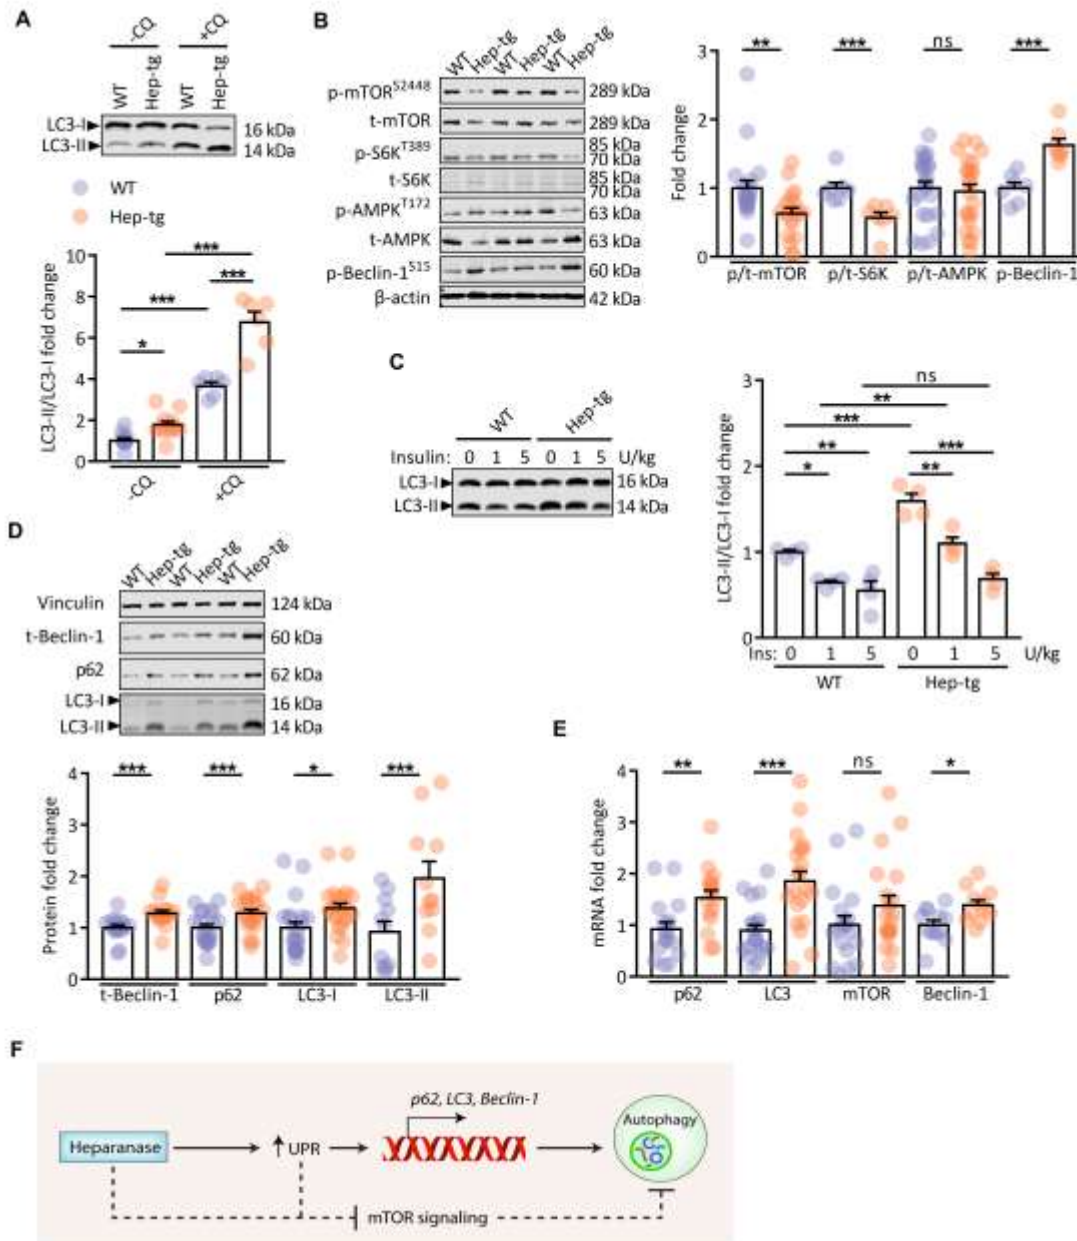 A
-CQ +CQ
WT Hep-tg WT Hep-tg
LC3-I 16 kDa
LC3-II 14 kDa
WT
Hep-tg
LC3-II/LC3-I fold change
10
8
6
4
2
0
***
***
***
*
-CQ +CQ
B
WT Hep-tg WT Hep-tg WT Hep-tg
p-mTOR^S2448 289 kDa
t-mTOR 289 kDa
p-S6K^T389 85 kDa
70 kDa
t-S6K 85 kDa
70 kDa
p-AMPK^T172 63 kDa
t-AMPK 63 kDa
p-Beclin-1^S15 60 kDa
β-actin 42 kDa
Fold change
3
2
1
0
** *** ns ***
p/t-mTOR p/t-S6K p/t-AMPK p-Beclin-1
C
WT Hep-tg
Insulin: 0 1 5 0 1 5 U/kg
LC3-I 16 kDa
LC3-II 14 kDa
LC3-II/LC3-I fold change
3
2
1
0
ns
**
***
** ***
* **
Ins: 0 1 5 0 1 5 U/kg
WT Hep-tg
D
WT Hep-tg WT Hep-tg WT Hep-tg
Vinculin 124 kDa
t-Beclin-1 60 kDa
p62 62 kDa
LC3-I 16 kDa
LC3-II 14 kDa
Protein fold change
4
3
2
1
0
*** *** * ***
t-Beclin-1 p62 LC3-I LC3-II
E
mRNA fold change
4
3
2
1
0
** *** ns *
p62 LC3 mTOR Beclin-1
F
p62, LC3, Beclin-1
Autophagy
Heparanase UPR
mTOR signaling